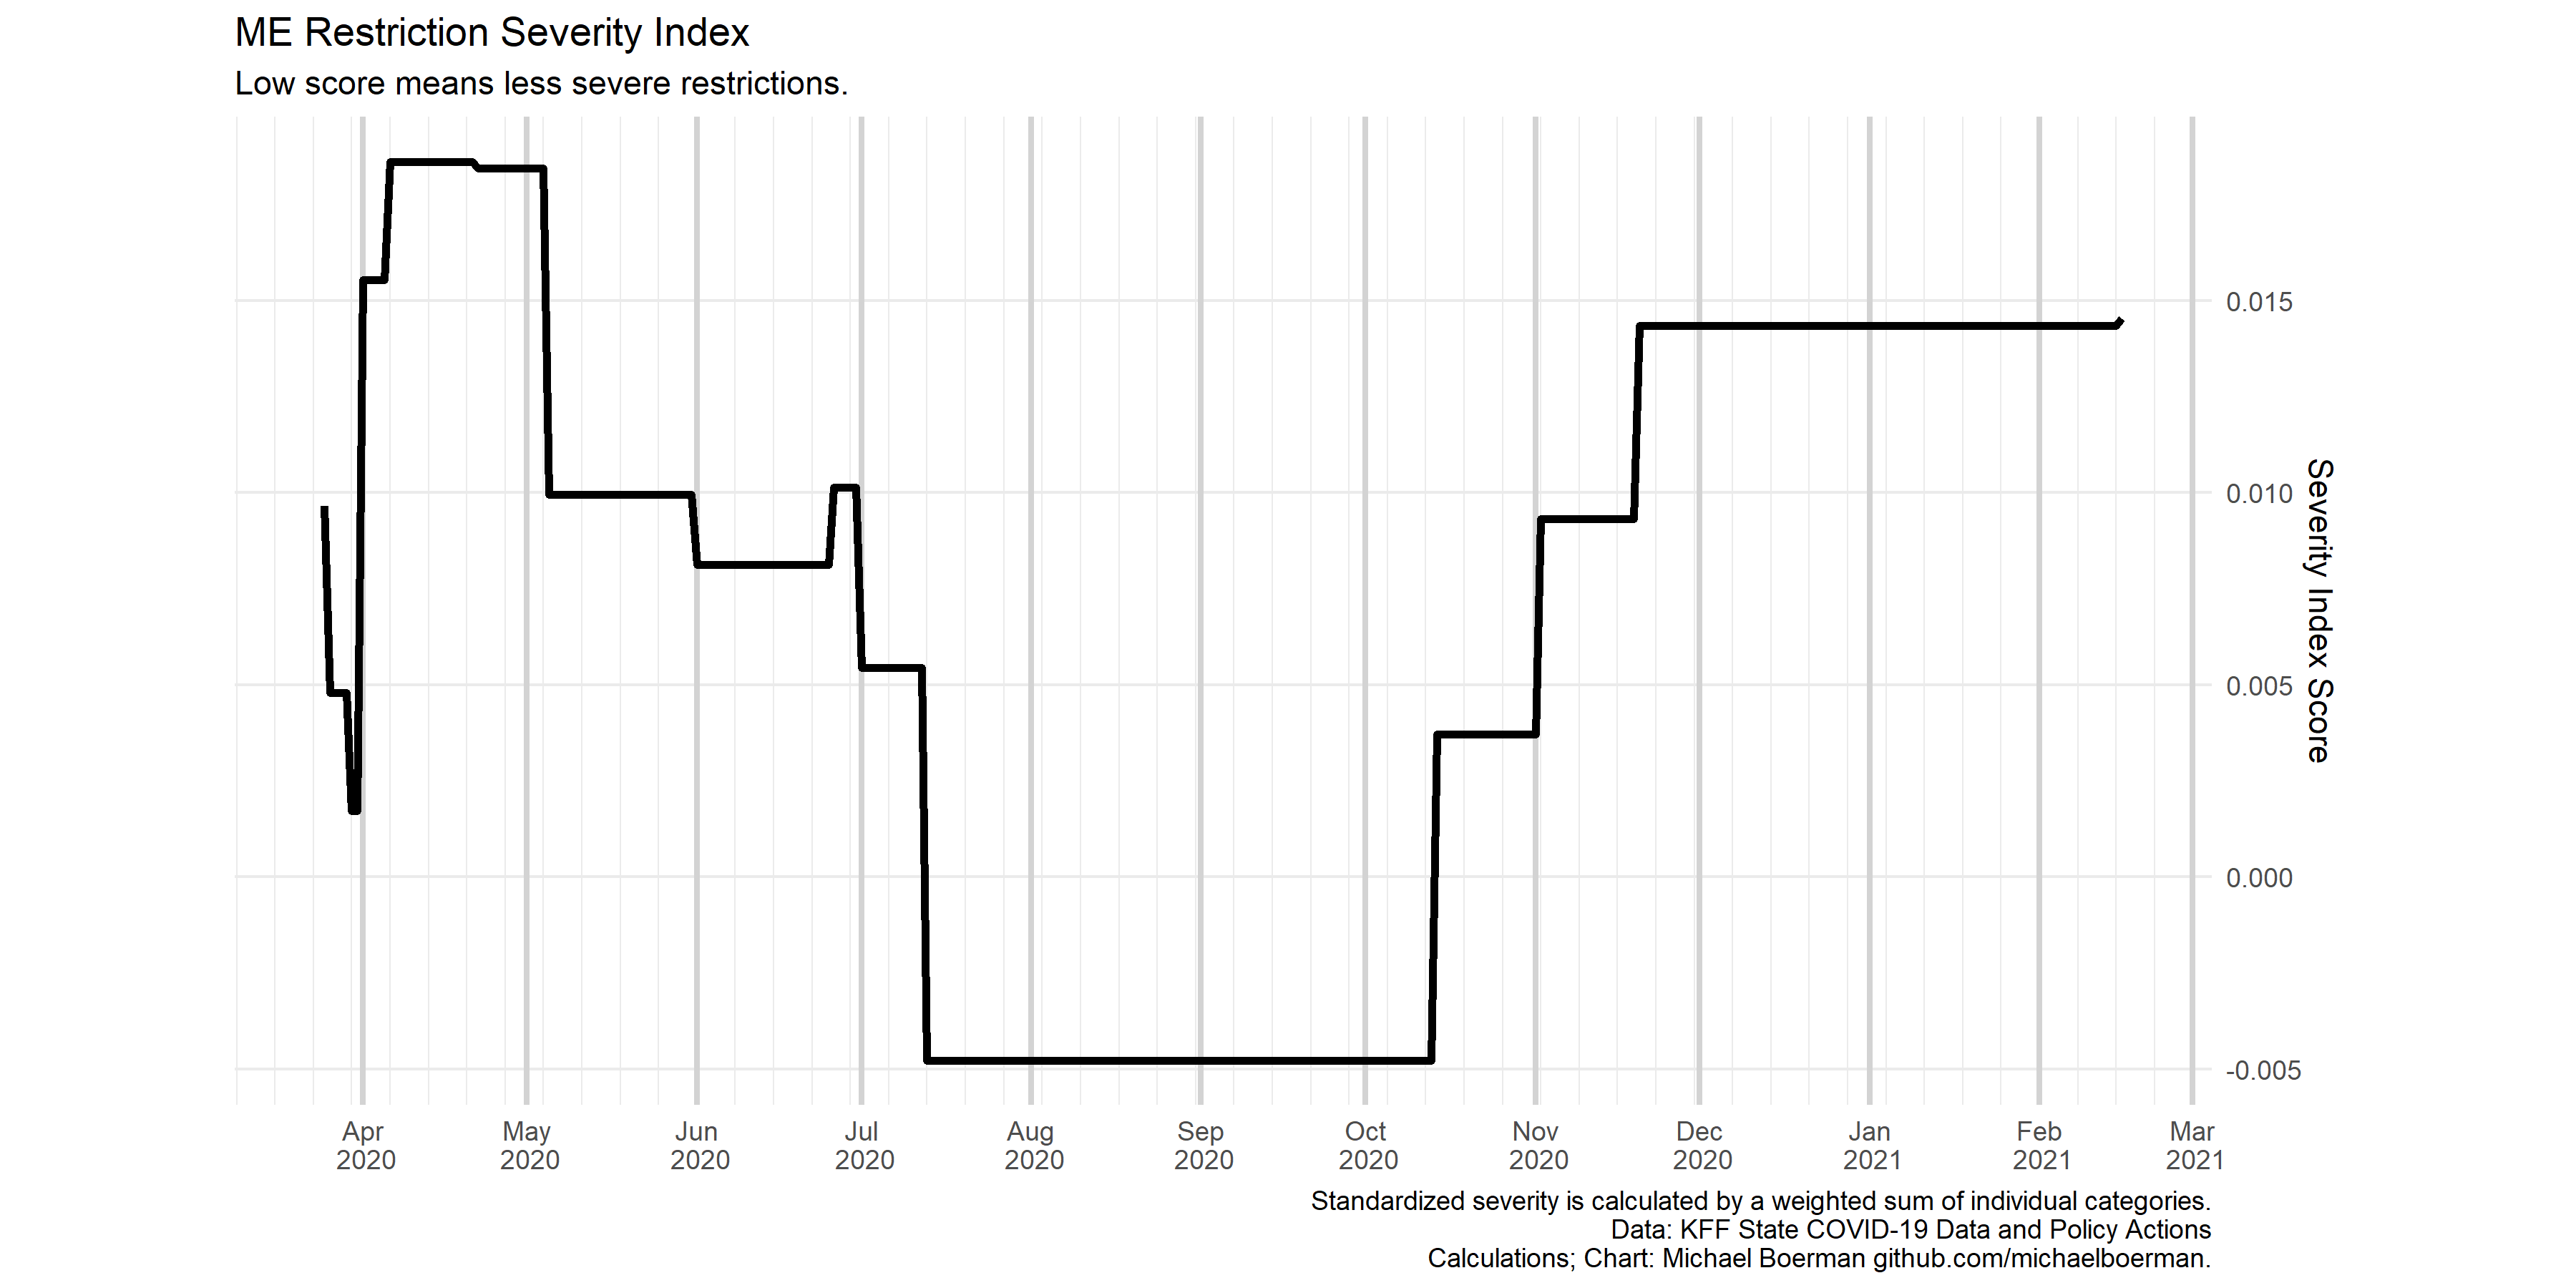 ME Restriction Severity Index
Low score means less severe restrictions.
0.015
0.010
0.005
0.000
-0.005
Severity Index Score
Apr 2020
May 2020
Jun 2020
Jul 2020
Aug 2020
Sep 2020
Oct 2020
Nov 2020
Dec 2020
Jan 2021
Feb 2021
Mar 2021
Standardized severity is calculated by a weighted sum of individual categories.
Data: KFF State COVID-19 Data and Policy Actions
Calculations; Chart: Michael Boerman github.com/michaelboerman.